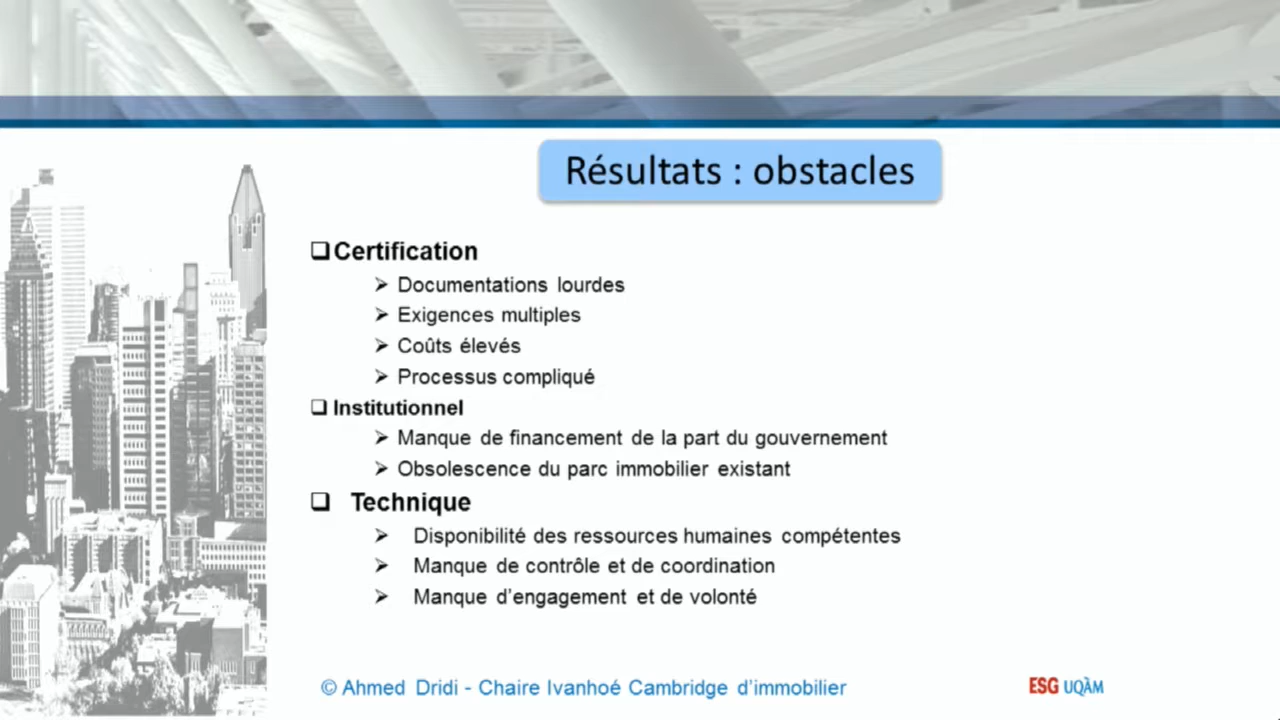 Résultats : obstacles
❑Certification
➢ Documentations lourdes
➢ Exigences multiples
➢ Coûts élevés
➢ Processus compliqué
❑ Institutionnel
➢ Manque de financement de la part du gouvernement
➢ Obsolescence du parc immobilier existant
❑ Technique
➢ Disponibilité des ressources humaines compétentes
➢ Manque de contrôle et de coordination
➢ Manque d'engagement et de volonté
© Ahmed Dridi - Chaire Ivanhoé Cambridge d'immobilier
ESG UQÀM